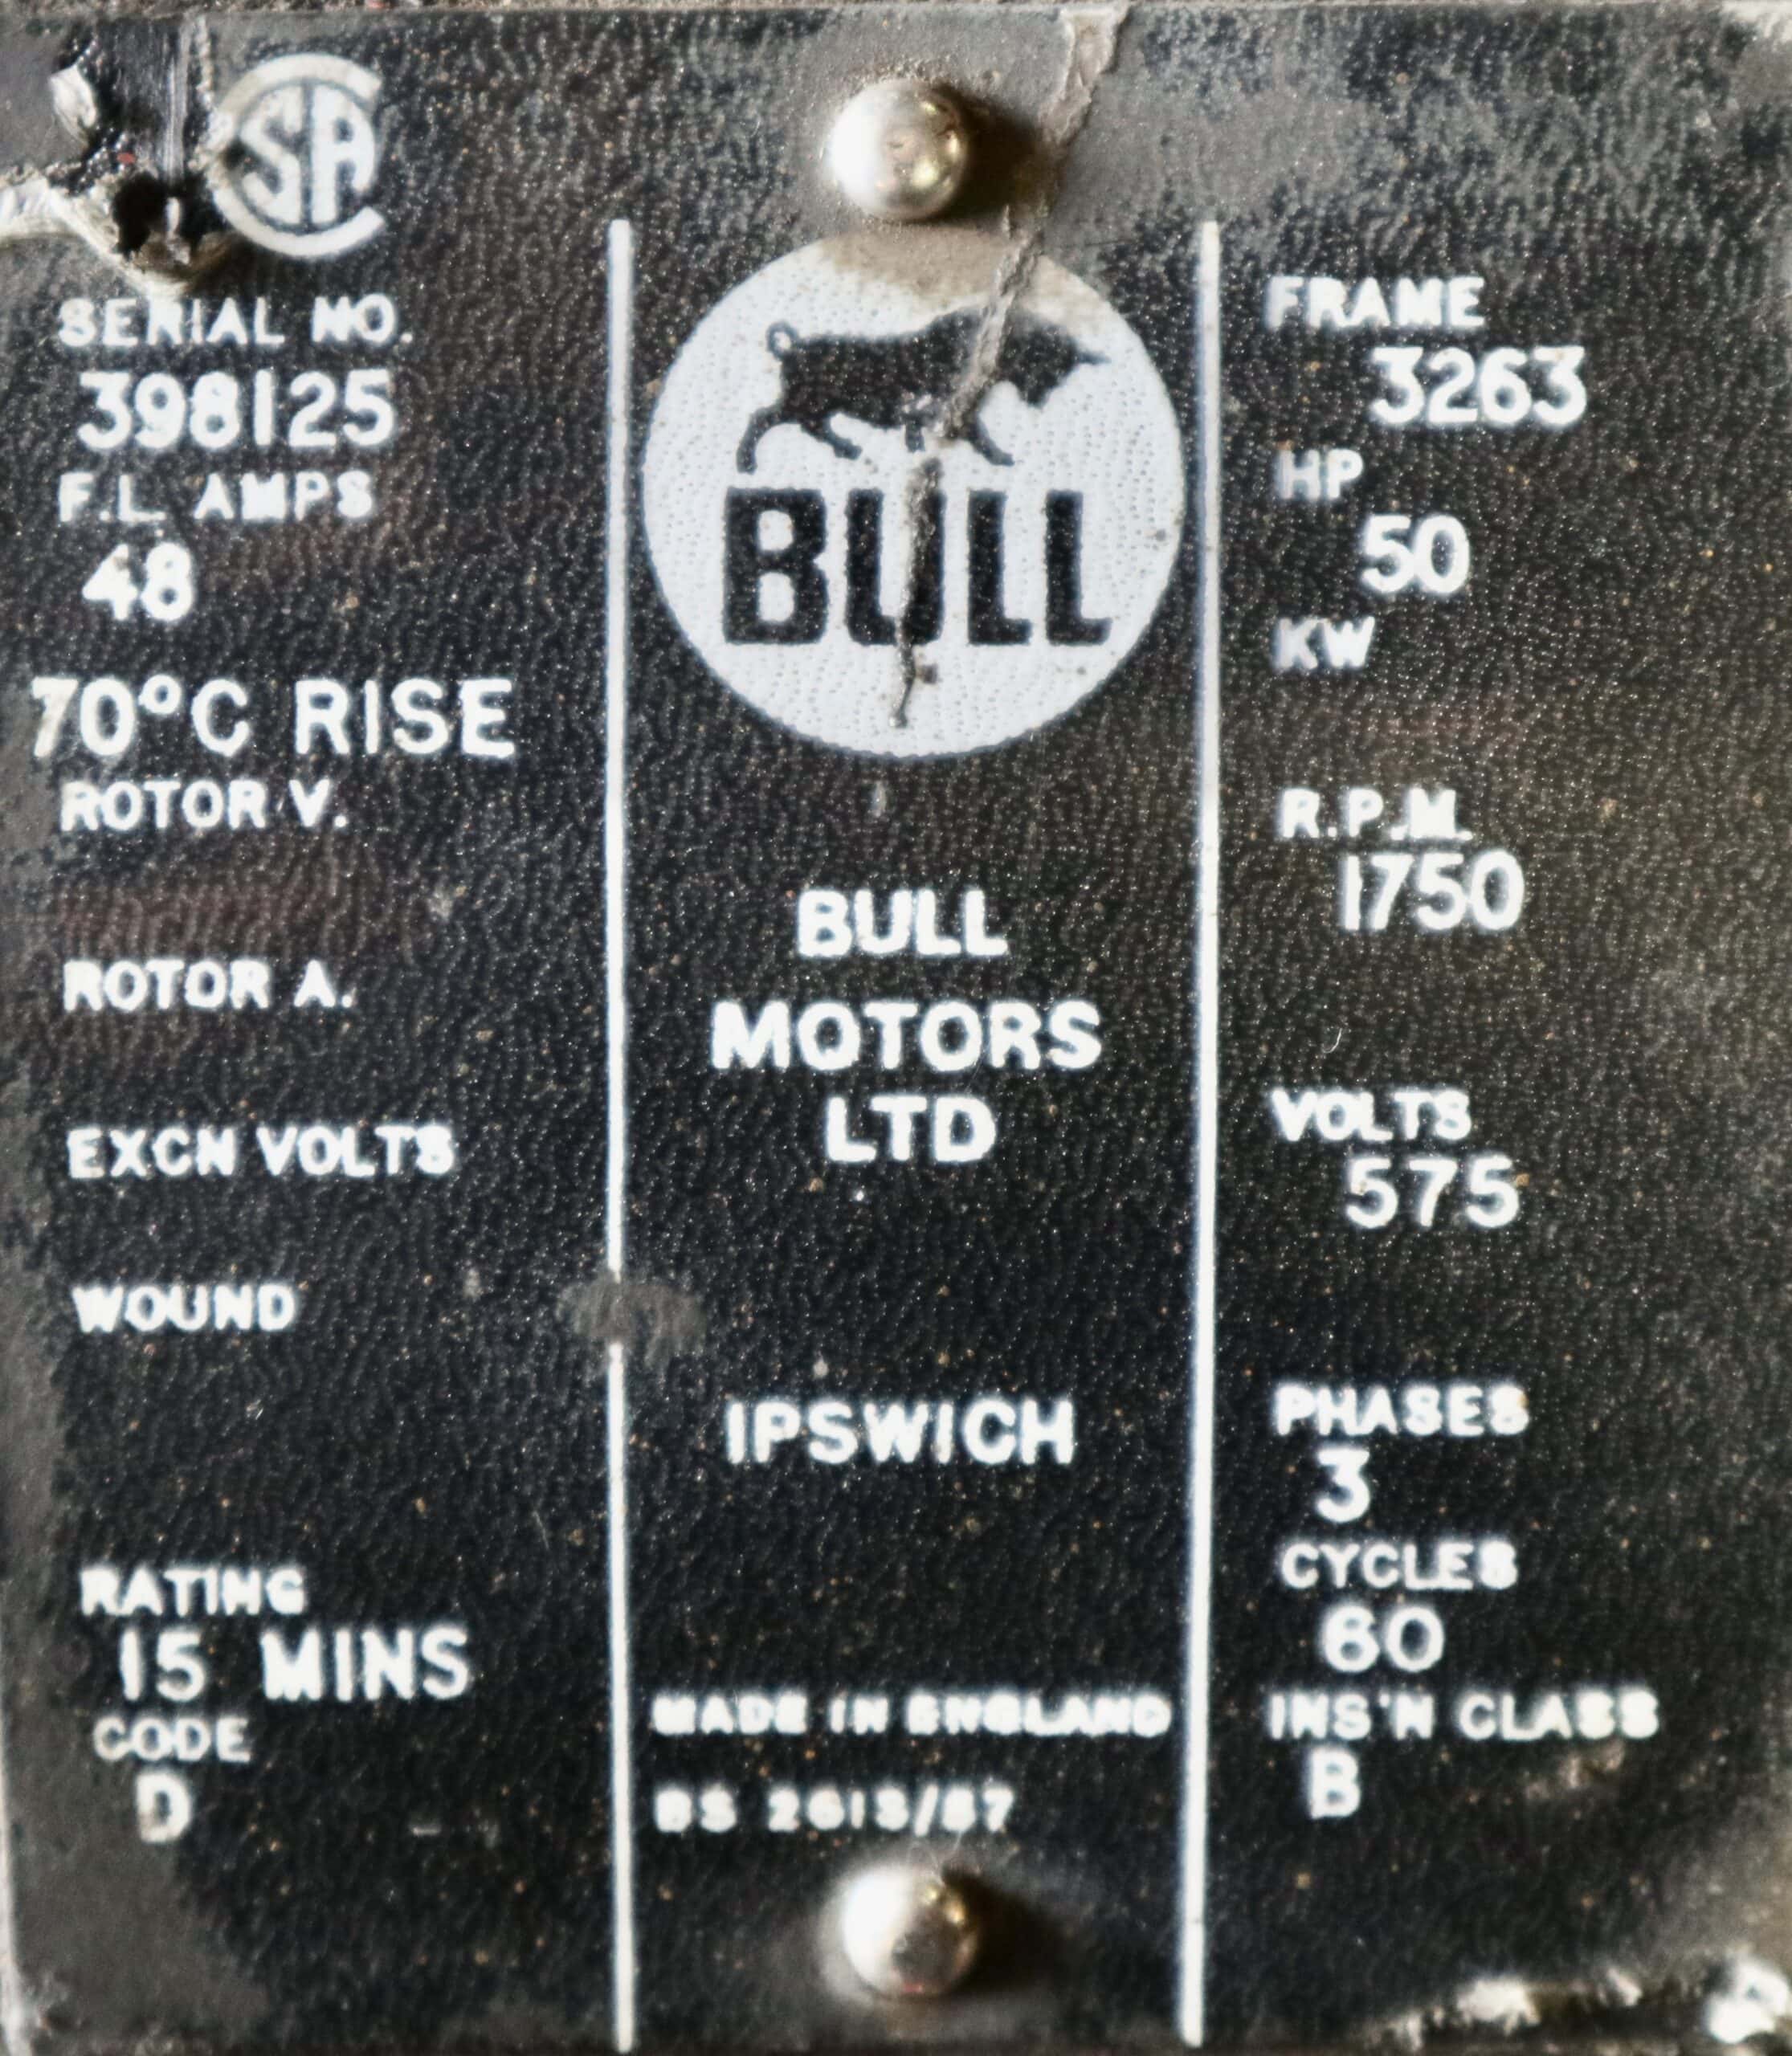 CSA
SERIAL NO.
398125
F.L. AMPS
48
70°C RISE
ROTOR V.
ROTOR A.
EXCN VOLTS
WOUND
RATING
15 MINS
CODE
D
BULL
BULL
MOTORS
LTD
IPSWICH
MADE IN ENGLAND
BS 2613/57
FRAME
3263
HP
50
KW
R.P.M.
1750
VOLTS
575
PHASES
3
CYCLES
60
INS'N CLASS
B